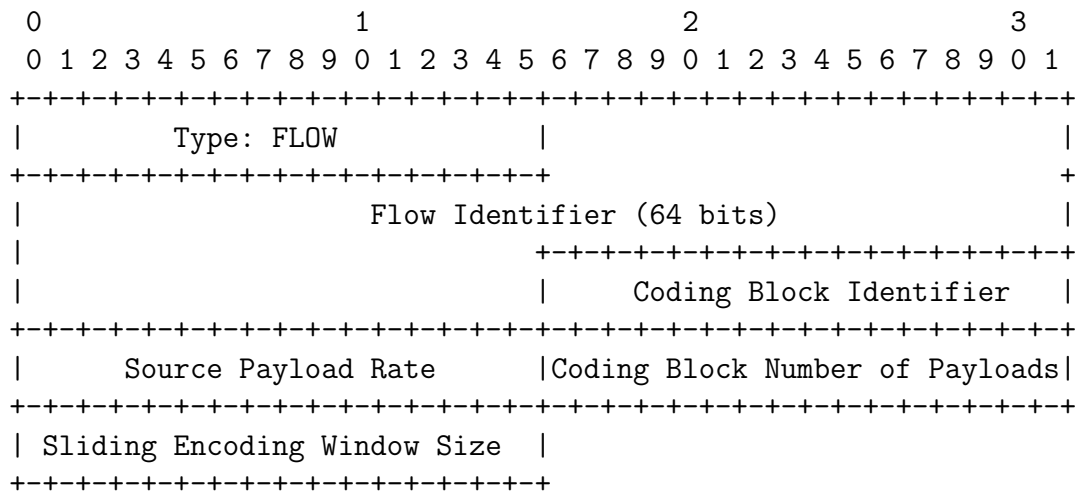 0                   1                   2                   3
 0 1 2 3 4 5 6 7 8 9 0 1 2 3 4 5 6 7 8 9 0 1 2 3 4 5 6 7 8 9 0 1
+-+-+-+-+-+-+-+-+-+-+-+-+-+-+-+-+-+-+-+-+-+-+-+-+-+-+-+-+-+-+-+-+
|         Type: FLOW            |                               |
+-+-+-+-+-+-+-+-+-+-+-+-+-+-+-+-+                               +
|                     Flow Identifier (64 bits)                 |
|                               +-+-+-+-+-+-+-+-+-+-+-+-+-+-+-+-+
|                               |     Coding Block Identifier   |
+-+-+-+-+-+-+-+-+-+-+-+-+-+-+-+-+-+-+-+-+-+-+-+-+-+-+-+-+-+-+-+-+
|      Source Payload Rate      |Coding Block Number of Payloads|
+-+-+-+-+-+-+-+-+-+-+-+-+-+-+-+-+-+-+-+-+-+-+-+-+-+-+-+-+-+-+-+-+
| Sliding Encoding Window Size  |
+-+-+-+-+-+-+-+-+-+-+-+-+-+-+-+-+